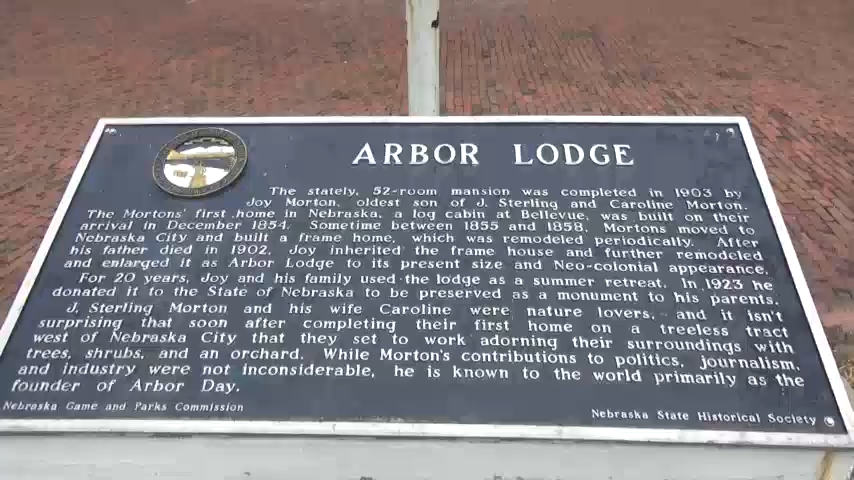 ARBOR LODGE
The stately, 52-room mansion was completed in 1903 by
Joy Morton, oldest son of J. Sterling and Caroline Morton.
The Mortons' first home in Nebraska, a log cabin at Bellevue, was built on their
arrival in December 1854. Sometime between 1855 and 1858, Mortons moved to
Nebraska City and built a frame home, which was remodeled periodically. After
his father died in 1902, Joy inherited the frame house and further remodeled
and enlarged it as Arbor Lodge to its present size and Neo-colonial appearance.
For 20 years, Joy and his family used the lodge as a summer retreat. In 1923 he
donated it to the State of Nebraska to be preserved as a monument to his parents.
J. Sterling Morton and his wife Caroline were nature lovers, and it isn't
surprising that soon after completing their first home on a treeless tract
west of Nebraska City that they set to work adorning their surroundings with
trees, shrubs, and an orchard. While Morton's contributions to politics, journalism,
and industry were not inconsiderable, he is known to the world primarily as the
founder of Arbor Day.
Nebraska Game and Parks Commission
Nebraska State Historical Society